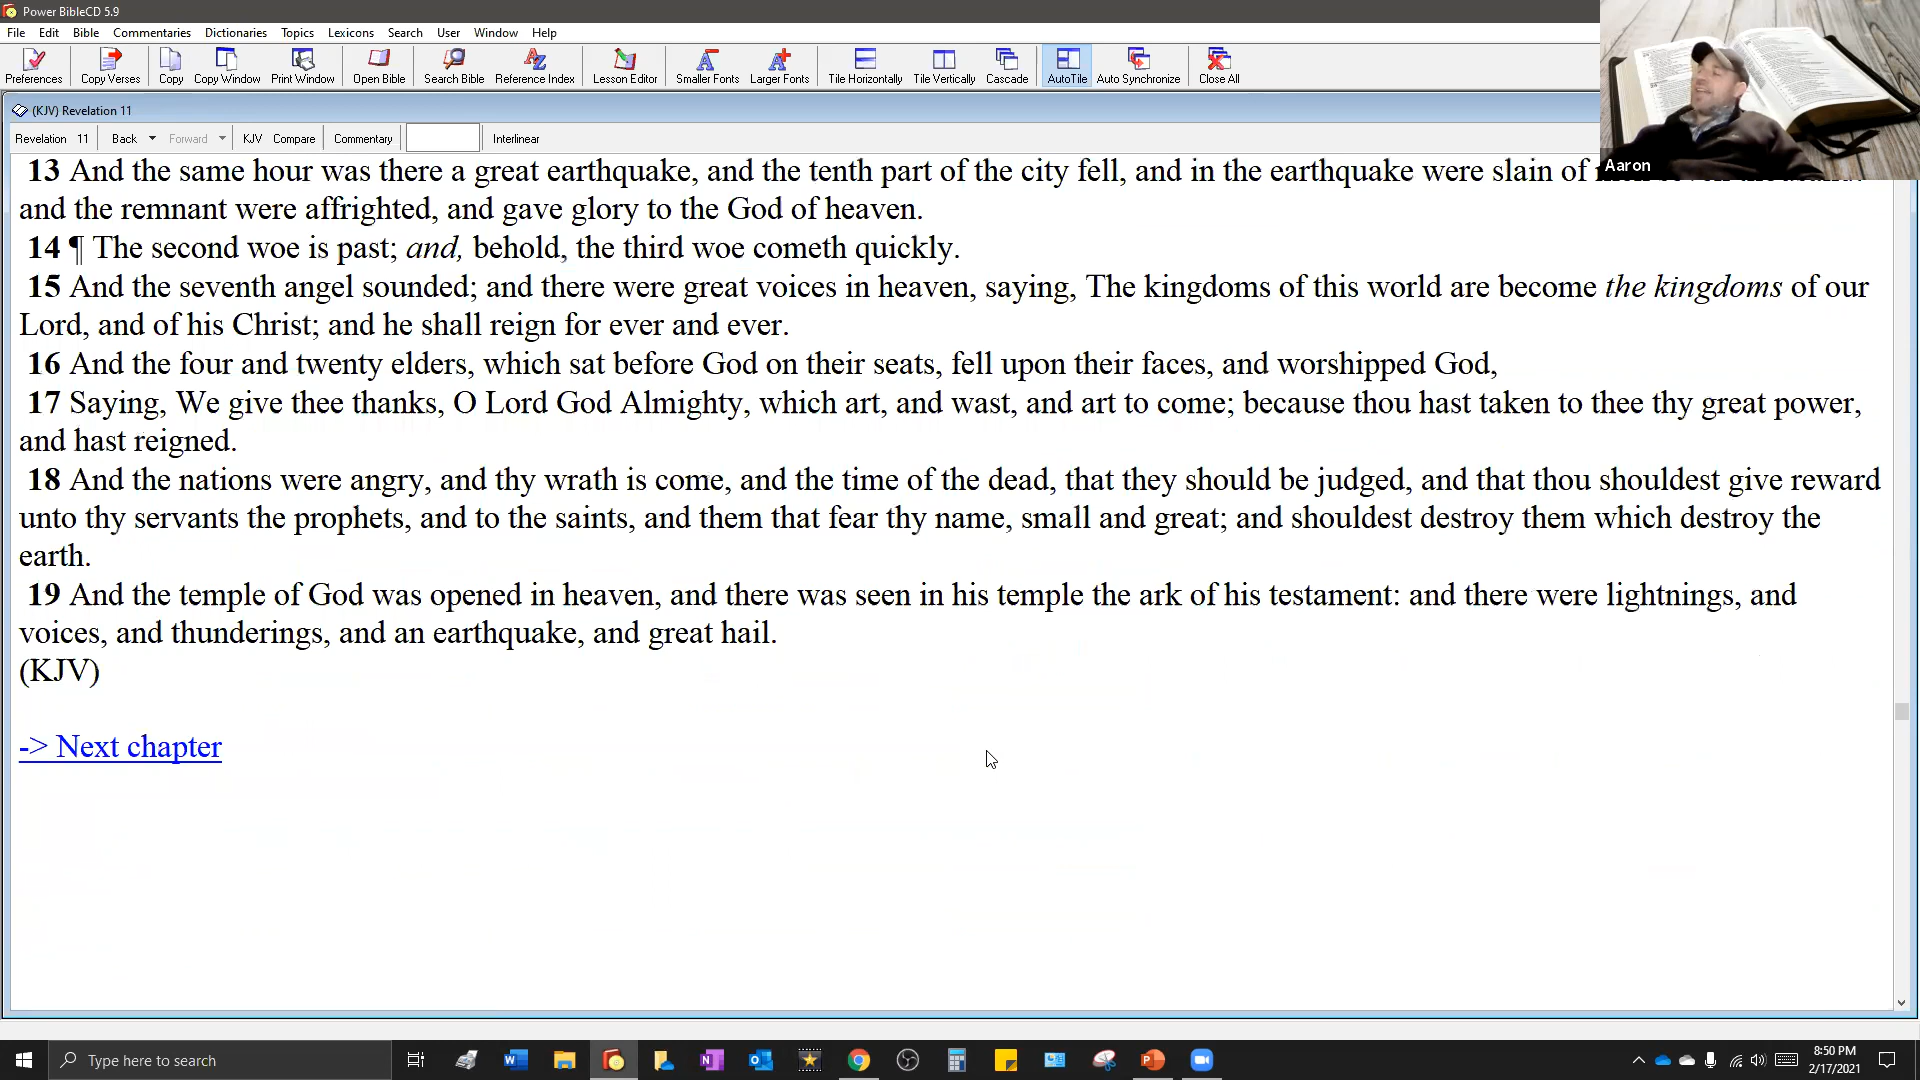 Power BibleCD 5.9
File Edit Bible Commentaries Dictionaries Topics Lexicons Search User Window Help
Preferences Copy Verses Copy Copy Window Print Window Open Bible Search Bible Reference Index Lesson Editor Smaller Fonts Larger Fonts Tile Horizontally Tile Vertically Cascade AutoTile Auto Synchronize Close All
(KJV) Revelation 11
Revelation 11 Back Forward KJV Compare Commentary Interlinear
Aaron
13 And the same hour was there a great earthquake, and the tenth part of the city fell, and in the earthquake were slain of
and the remnant were affrighted, and gave glory to the God of heaven.
14 ¶ The second woe is past; and, behold, the third woe cometh quickly.
15 And the seventh angel sounded; and there were great voices in heaven, saying, The kingdoms of this world are become the kingdoms of our
Lord, and of his Christ; and he shall reign for ever and ever.
16 And the four and twenty elders, which sat before God on their seats, fell upon their faces, and worshipped God,
17 Saying, We give thee thanks, O Lord God Almighty, which art, and wast, and art to come; because thou hast taken to thee thy great power,
and hast reigned.
18 And the nations were angry, and thy wrath is come, and the time of the dead, that they should be judged, and that thou shouldest give reward
unto thy servants the prophets, and to the saints, and them that fear thy name, small and great; and shouldest destroy them which destroy the
earth.
19 And the temple of God was opened in heaven, and there was seen in his temple the ark of his testament: and there were lightnings, and
voices, and thunderings, and an earthquake, and great hail.
(KJV)
-> Next chapter
Type here to search
8:50 PM
2/17/2021